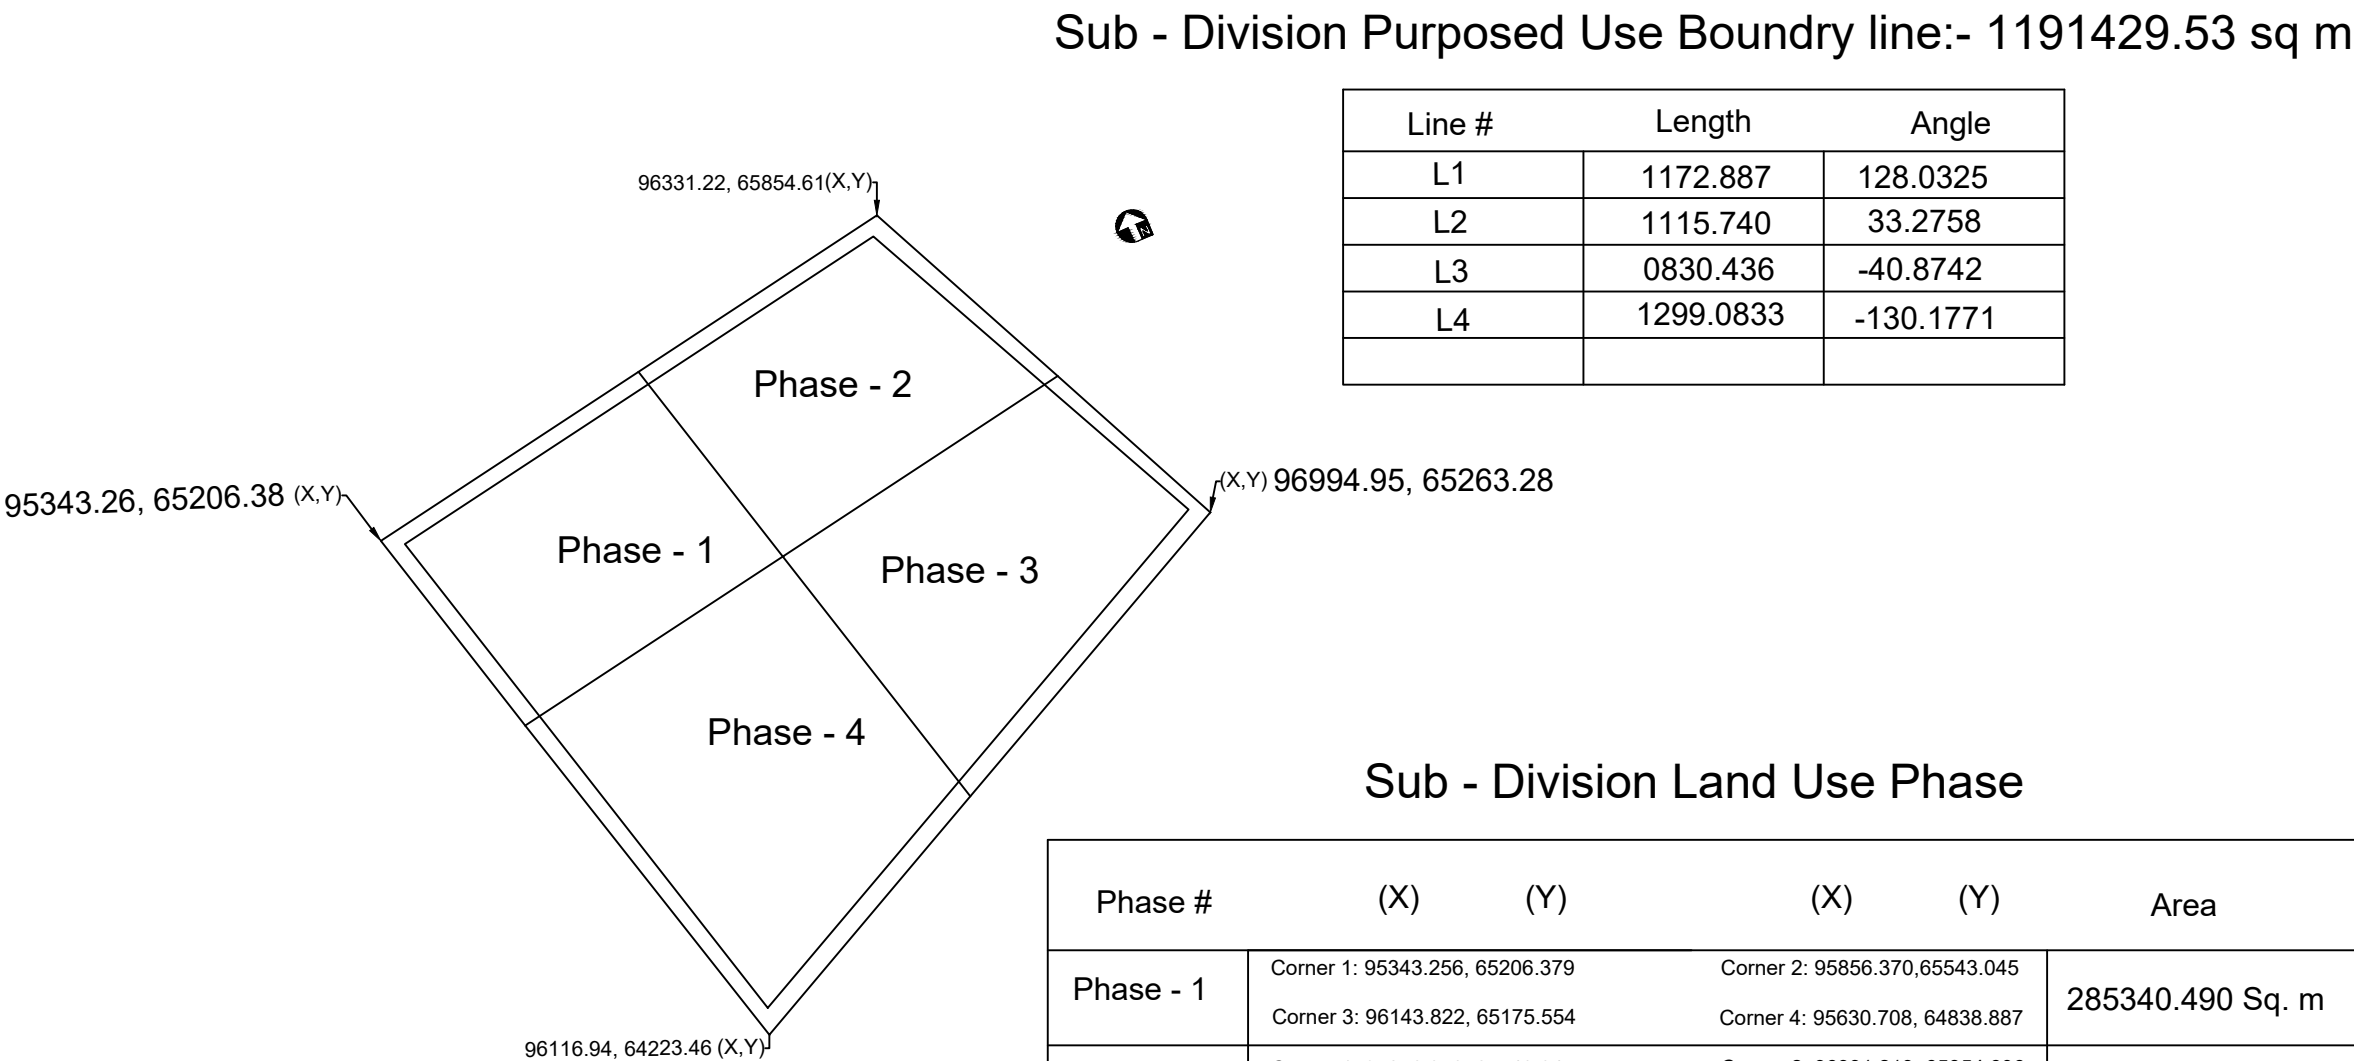 Sub - Division Purposed Use Boundry line:- 1191429.53 sq m
Line # Length Angle
L1 1172.887 128.0325
L2 1115.740 33.2758
L3 0830.436 -40.8742
L4 1299.0833 -130.1771
96331.22, 65854.61(X,Y)
N
Phase - 2
95343.26, 65206.38 (X,Y)
(X,Y) 96994.95, 65263.28
Phase - 1
Phase - 3
Phase - 4
96116.94, 64223.46 (X,Y)
Sub - Division Land Use Phase
Phase # (X) (Y) (X) (Y) Area
Phase - 1
Corner 1: 95343.256, 65206.379 Corner 2: 95856.370,65543.045
Corner 3: 96143.822, 65175.554 Corner 4: 95630.708, 64838.887
285340.490 Sq. m